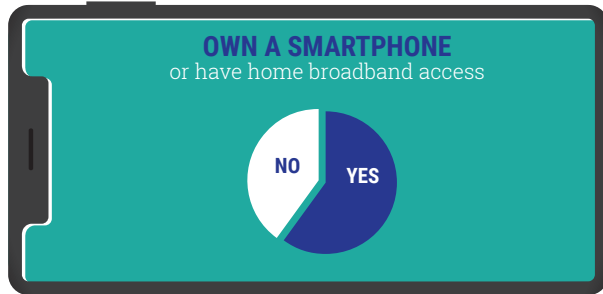 OWN A SMARTPHONE
or have home broadband access
NO
YES